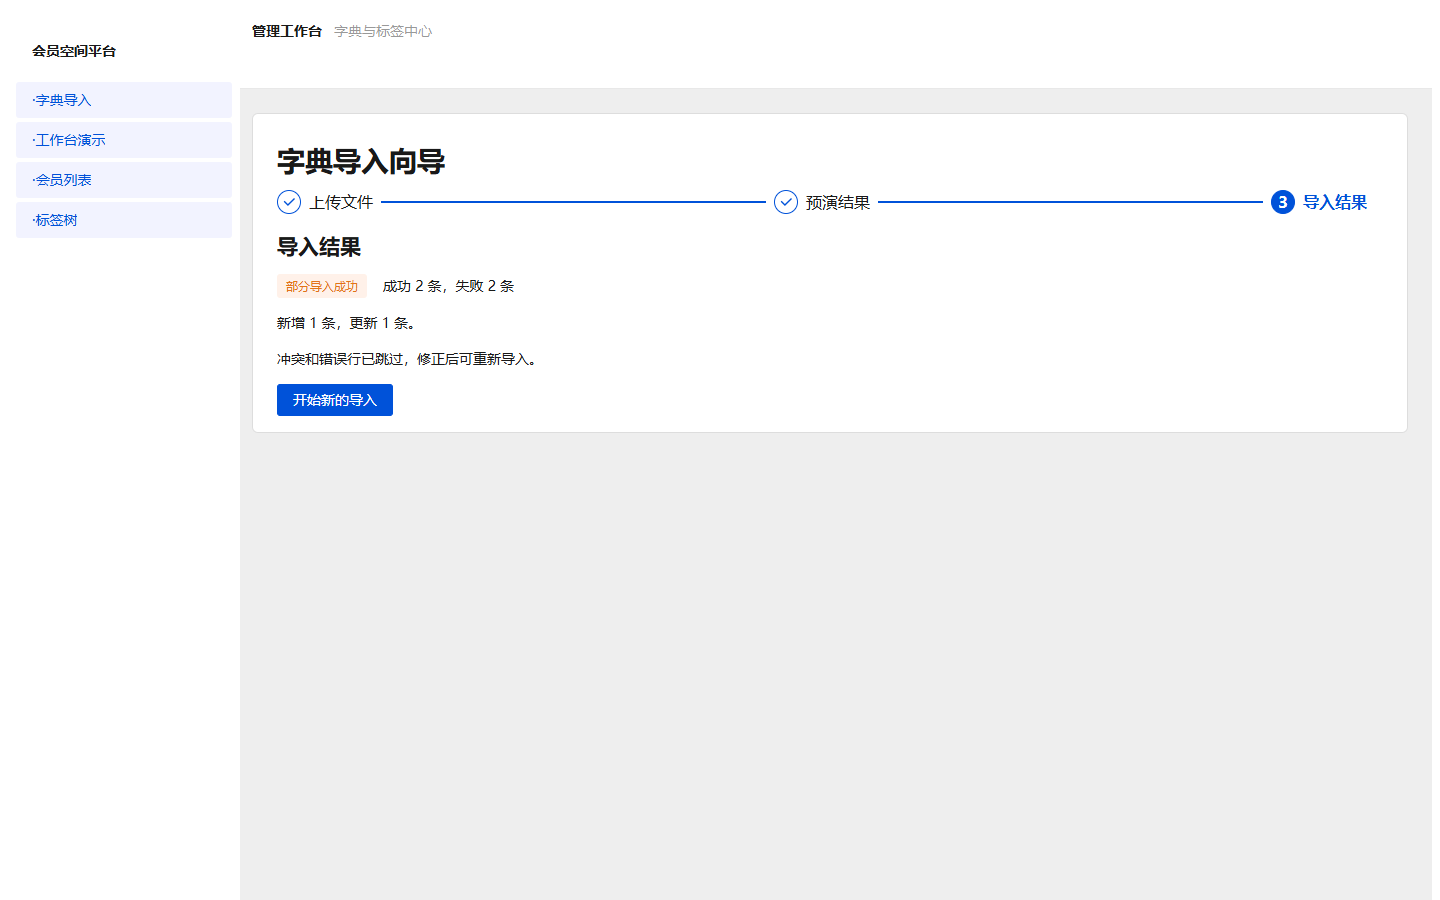 会员空间平台
·字典导入
·工作台演示
·会员列表
·标签树
管理工作台 字典与标签中心
字典导入向导
上传文件 预演结果 3 导入结果
导入结果
部分导入成功 成功 2 条，失败 2 条
新增 1 条，更新 1 条。
冲突和错误行已跳过，修正后可重新导入。
开始新的导入